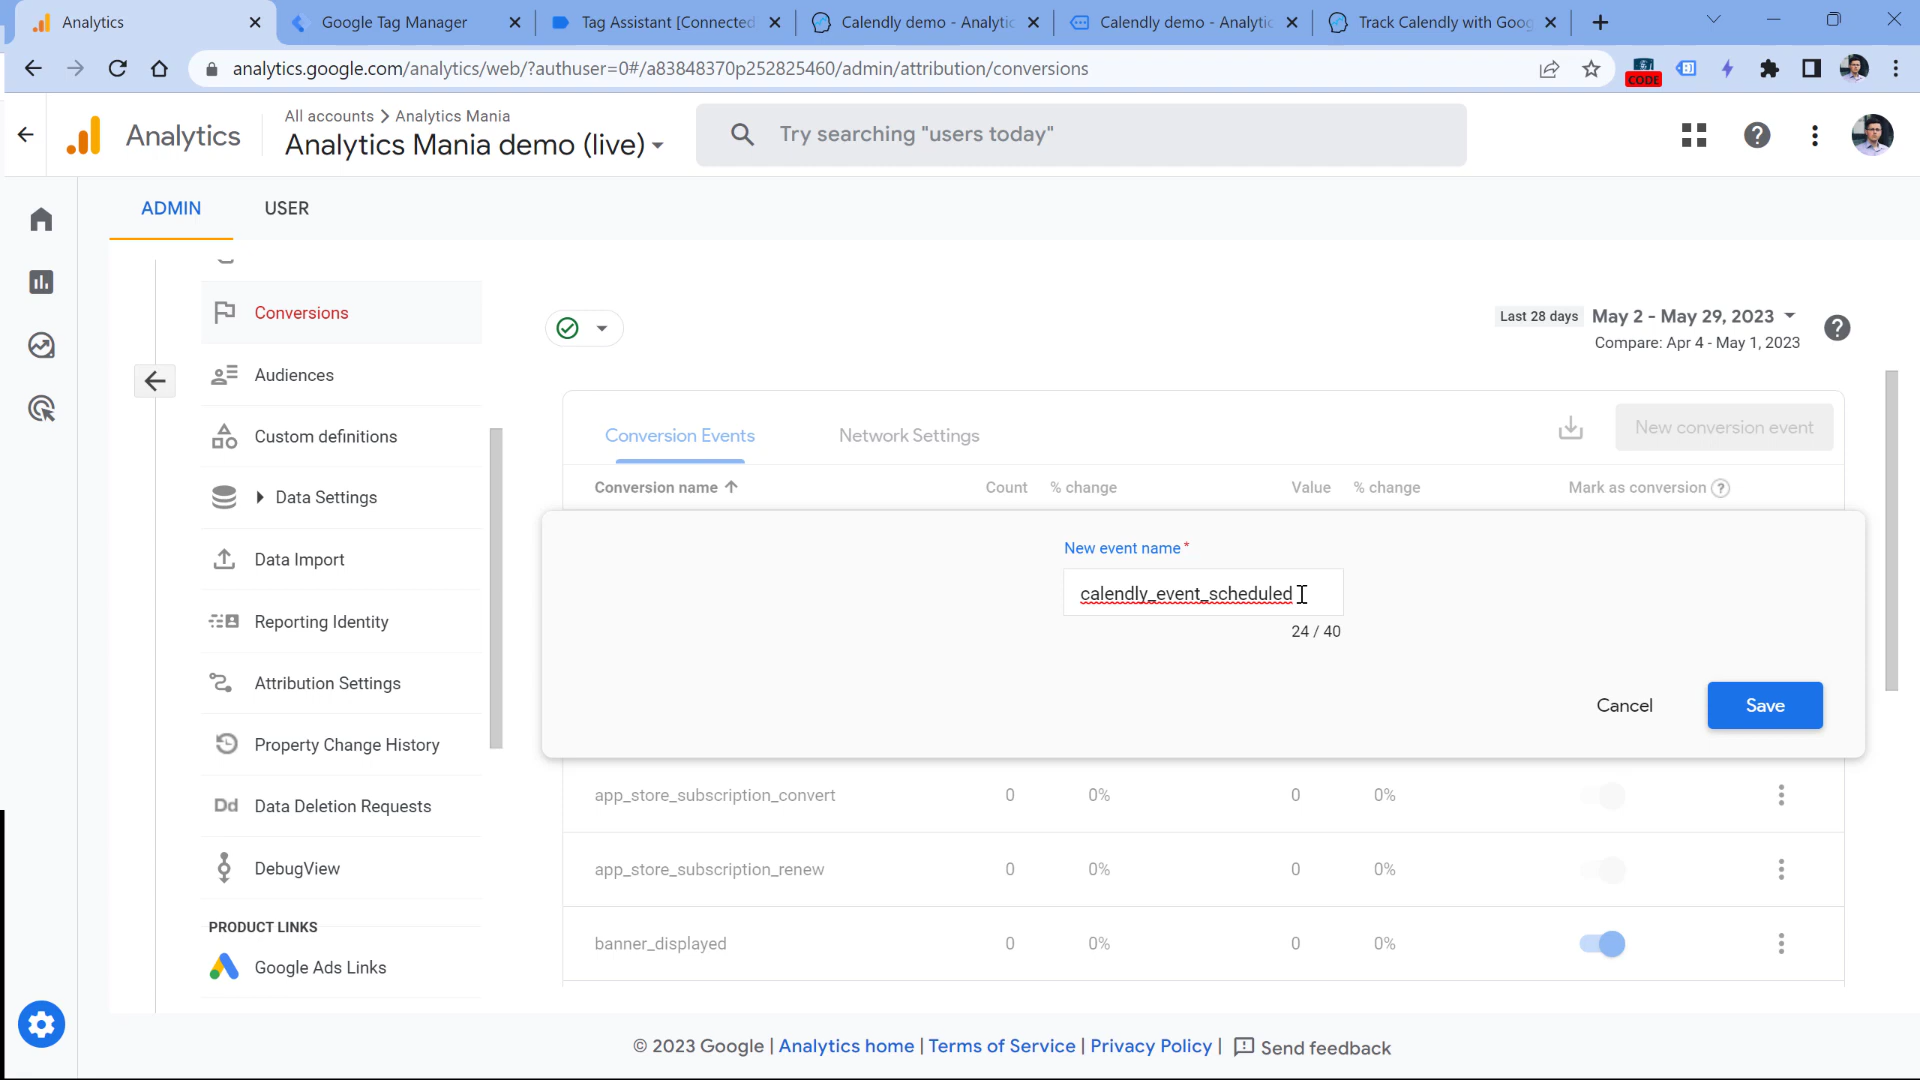 Analytics
Google Tag Manager
Tag Assistant [Connected
Calendly demo - Analytic
Calendly demo - Analytic
Track Calendly with Goog
analytics.google.com/analytics/web/?authuser=0#/a83848370p252825460/admin/attribution/conversions
CODE
Analytics
All accounts > Analytics Mania
Analytics Mania demo (live)
Try searching "users today"
ADMIN
USER
Conversions
Audiences
Custom definitions
Data Settings
Data Import
Reporting Identity
Attribution Settings
Property Change History
Dd Data Deletion Requests
DebugView
PRODUCT LINKS
Google Ads Links
Last 28 days May 2 - May 29, 2023
Compare: Apr 4 - May 1, 2023
Conversion Events
Network Settings
New conversion event
Conversion name Count % change Value % change Mark as conversion
New event name*
calendly_event_scheduled
24 / 40
Cancel
Save
app_store_subscription_convert 0 0% 0 0%
app_store_subscription_renew 0 0% 0 0%
banner_displayed 0 0% 0 0%
© 2023 Google | Analytics home | Terms of Service | Privacy Policy | Send feedback